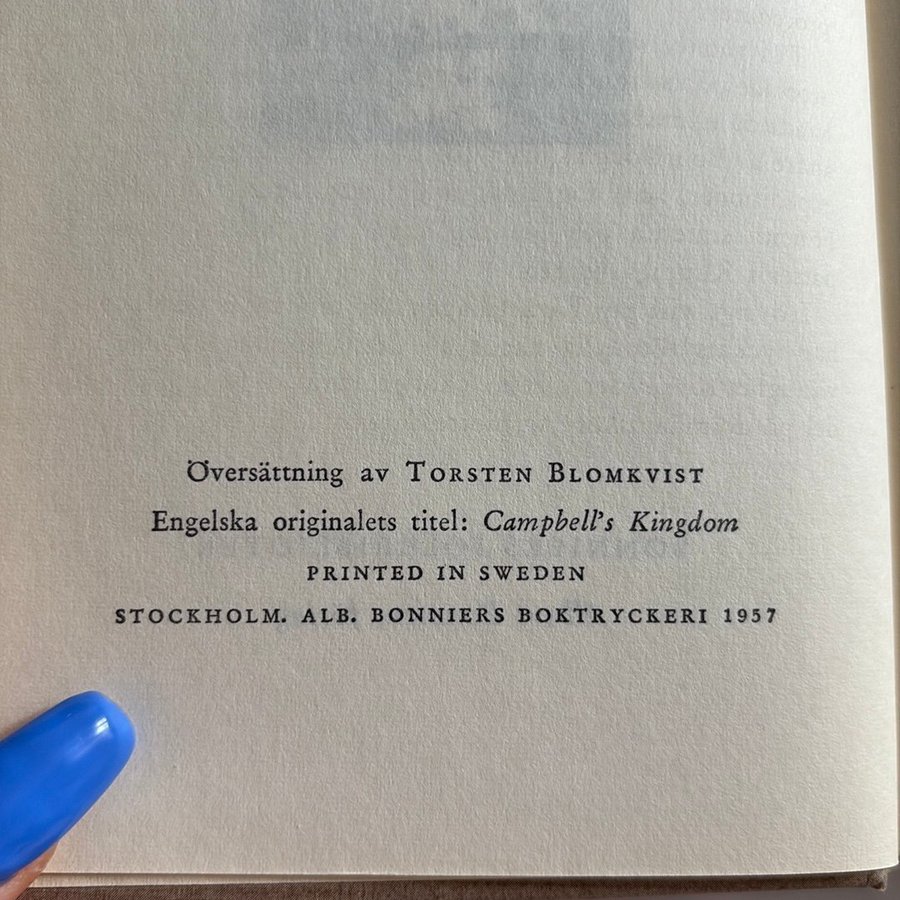 Översättning av TORSTEN BLOMKVIST
Engelska originalets titel: Campbell's Kingdom
PRINTED IN SWEDEN
STOCKHOLM. ALB. BONNIERS BOKTRYCKERI 1957